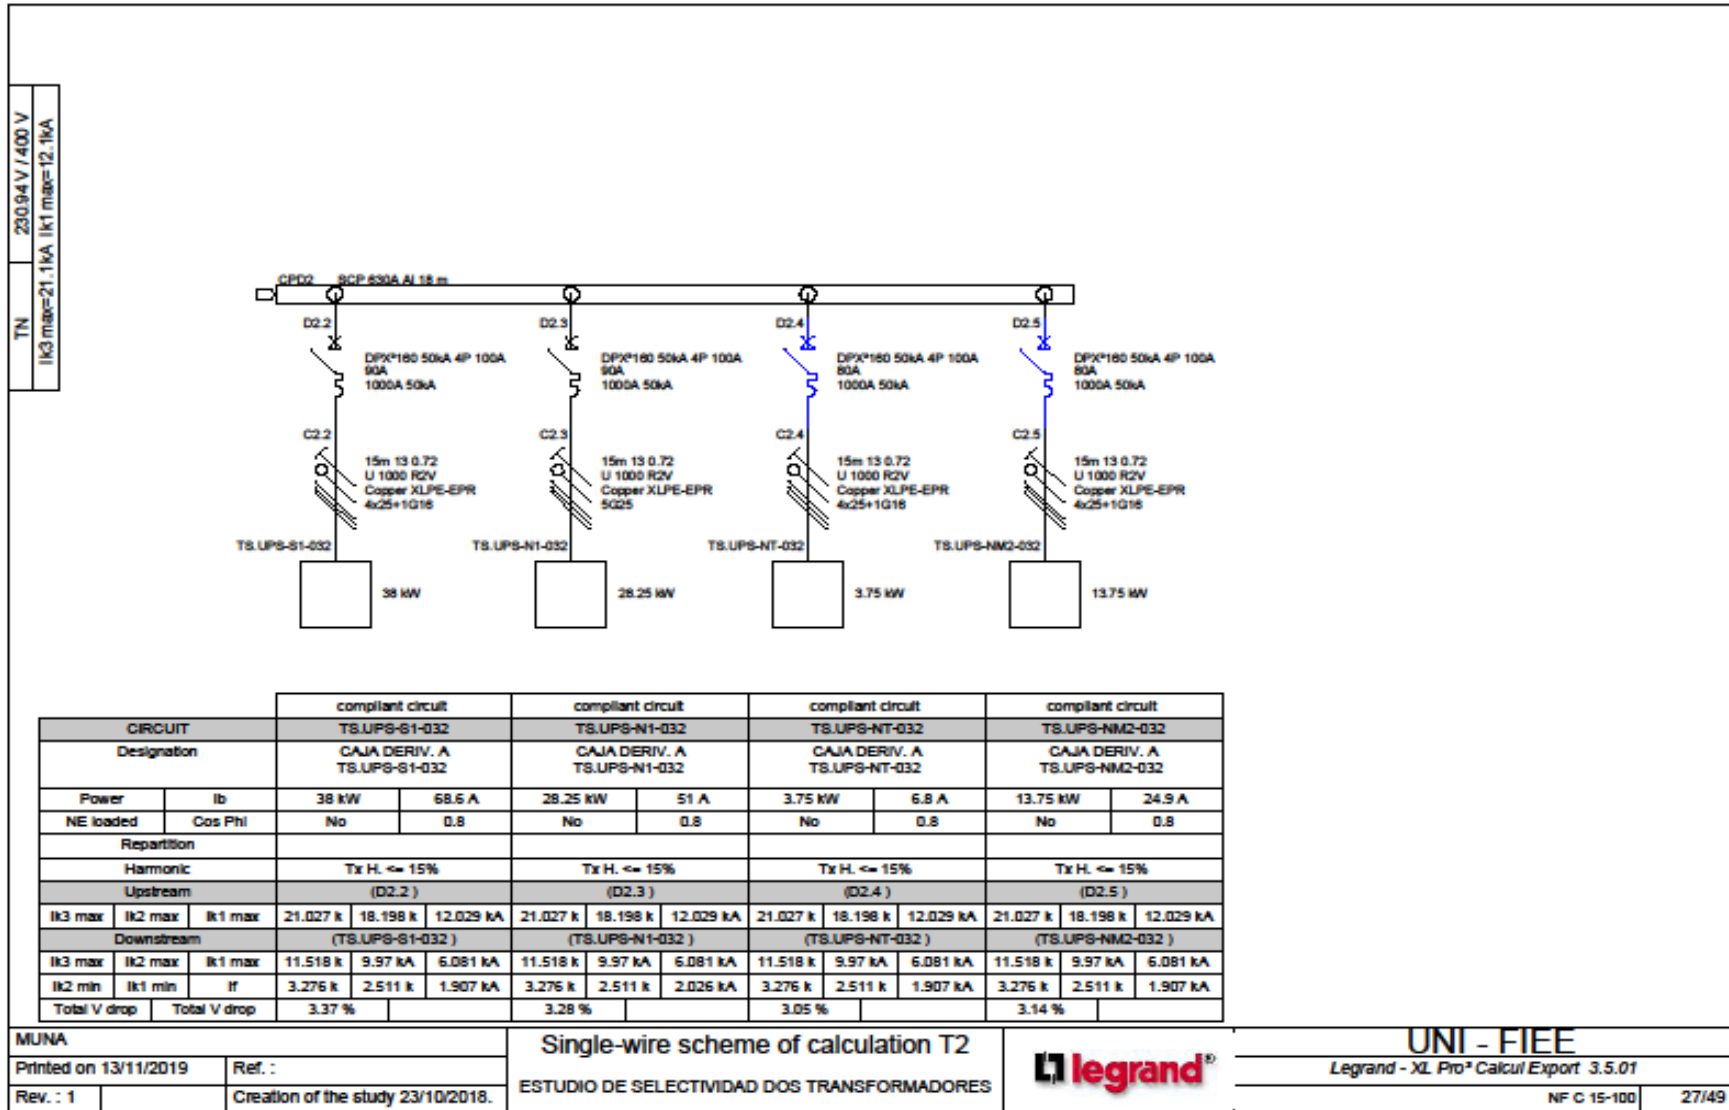 TN 230.94 V / 400 V
Ik3 max=21.1kA Ik1 max=12.1kA
CPD2 SCP 630A Al 18 m
D2.2 D2.3 D2.4 D2.5
DPX³160 50kA 4P 100A
90A
1000A 50kA
DPX³160 50kA 4P 100A
90A
1000A 50kA
DPX³160 50kA 4P 100A
80A
1000A 50kA
DPX³160 50kA 4P 100A
80A
1000A 50kA
C2.2 C2.3 C2.4 C2.5
15m 13 0.72
U 1000 R2V
Copper XLPE-EPR
4x25+1G16
15m 13 0.72
U 1000 R2V
Copper XLPE-EPR
5G25
15m 13 0.72
U 1000 R2V
Copper XLPE-EPR
4x25+1G16
15m 13 0.72
U 1000 R2V
Copper XLPE-EPR
4x25+1G16
TS.UPS-S1-032 TS.UPS-N1-032 TS.UPS-NT-032 TS.UPS-NM2-032
38 kW 28.25 kW 3.75 kW 13.75 kW
compliant circuit compliant circuit compliant circuit compliant circuit
CIRCUIT TS.UPS-S1-032 TS.UPS-N1-032 TS.UPS-NT-032 TS.UPS-NM2-032
Designation CAJA DERIV. A CAJA DERIV. A CAJA DERIV. A CAJA DERIV. A
TS.UPS-S1-032 TS.UPS-N1-032 TS.UPS-NT-032 TS.UPS-NM2-032
Power Ib 38 kW 68.6 A 28.25 kW 51 A 3.75 kW 6.8 A 13.75 kW 24.9 A
NE loaded Cos Phi No 0.8 No 0.8 No 0.8 No 0.8
Repartition
Harmonic Tx H. <= 15% Tx H. <= 15% Tx H. <= 15% Tx H. <= 15%
Upstream (D2.2 ) (D2.3 ) (D2.4 ) (D2.5 )
Ik3 max Ik2 max Ik1 max 21.027 k 18.198 k 12.029 kA 21.027 k 18.198 k 12.029 kA 21.027 k 18.198 k 12.029 kA 21.027 k 18.198 k 12.029 kA
Downstream (TS.UPS-S1-032 ) (TS.UPS-N1-032 ) (TS.UPS-NT-032 ) (TS.UPS-NM2-032 )
Ik3 max Ik2 max Ik1 max 11.518 k 9.97 kA 6.081 kA 11.518 k 9.97 kA 6.081 kA 11.518 k 9.97 kA 6.081 kA 11.518 k 9.97 kA 6.081 kA
Ik2 min Ik1 min If 3.276 k 2.511 k 1.907 kA 3.276 k 2.511 k 2.026 kA 3.276 k 2.511 k 1.907 kA 3.276 k 2.511 k 1.907 kA
Total V drop Total V drop 3.37 % 3.28 % 3.05 % 3.14 %
MUNA
Printed on 13/11/2019 Ref. :
Rev. : 1 Creation of the study 23/10/2018.
Single-wire scheme of calculation T2
ESTUDIO DE SELECTIVIDAD DOS TRANSFORMADORES
legrand®
UNI - FIEE
Legrand - XL Pro³ Calcul Export 3.5.01
NF C 15-100 27/49